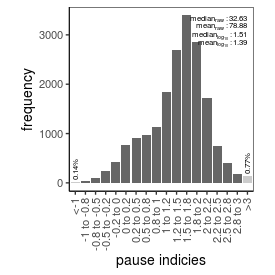 median_raw : 32.63
mean_raw : 78.88
median_log10 : 1.51
mean_log10 : 1.39
frequency
3000
2000
1000
0
0.14%
0.77%
<-1
-1 to -0.8
-0.8 to -0.5
-0.5 to -0.2
-0.2 to 0
0 to 0.2
0.2 to 0.5
0.5 to 0.8
0.8 to 1
1 to 1.2
1.2 to 1.5
1.5 to 1.8
1.8 to 2
2 to 2.2
2.2 to 2.5
2.5 to 2.8
2.8 to 3
>3
pause indicies